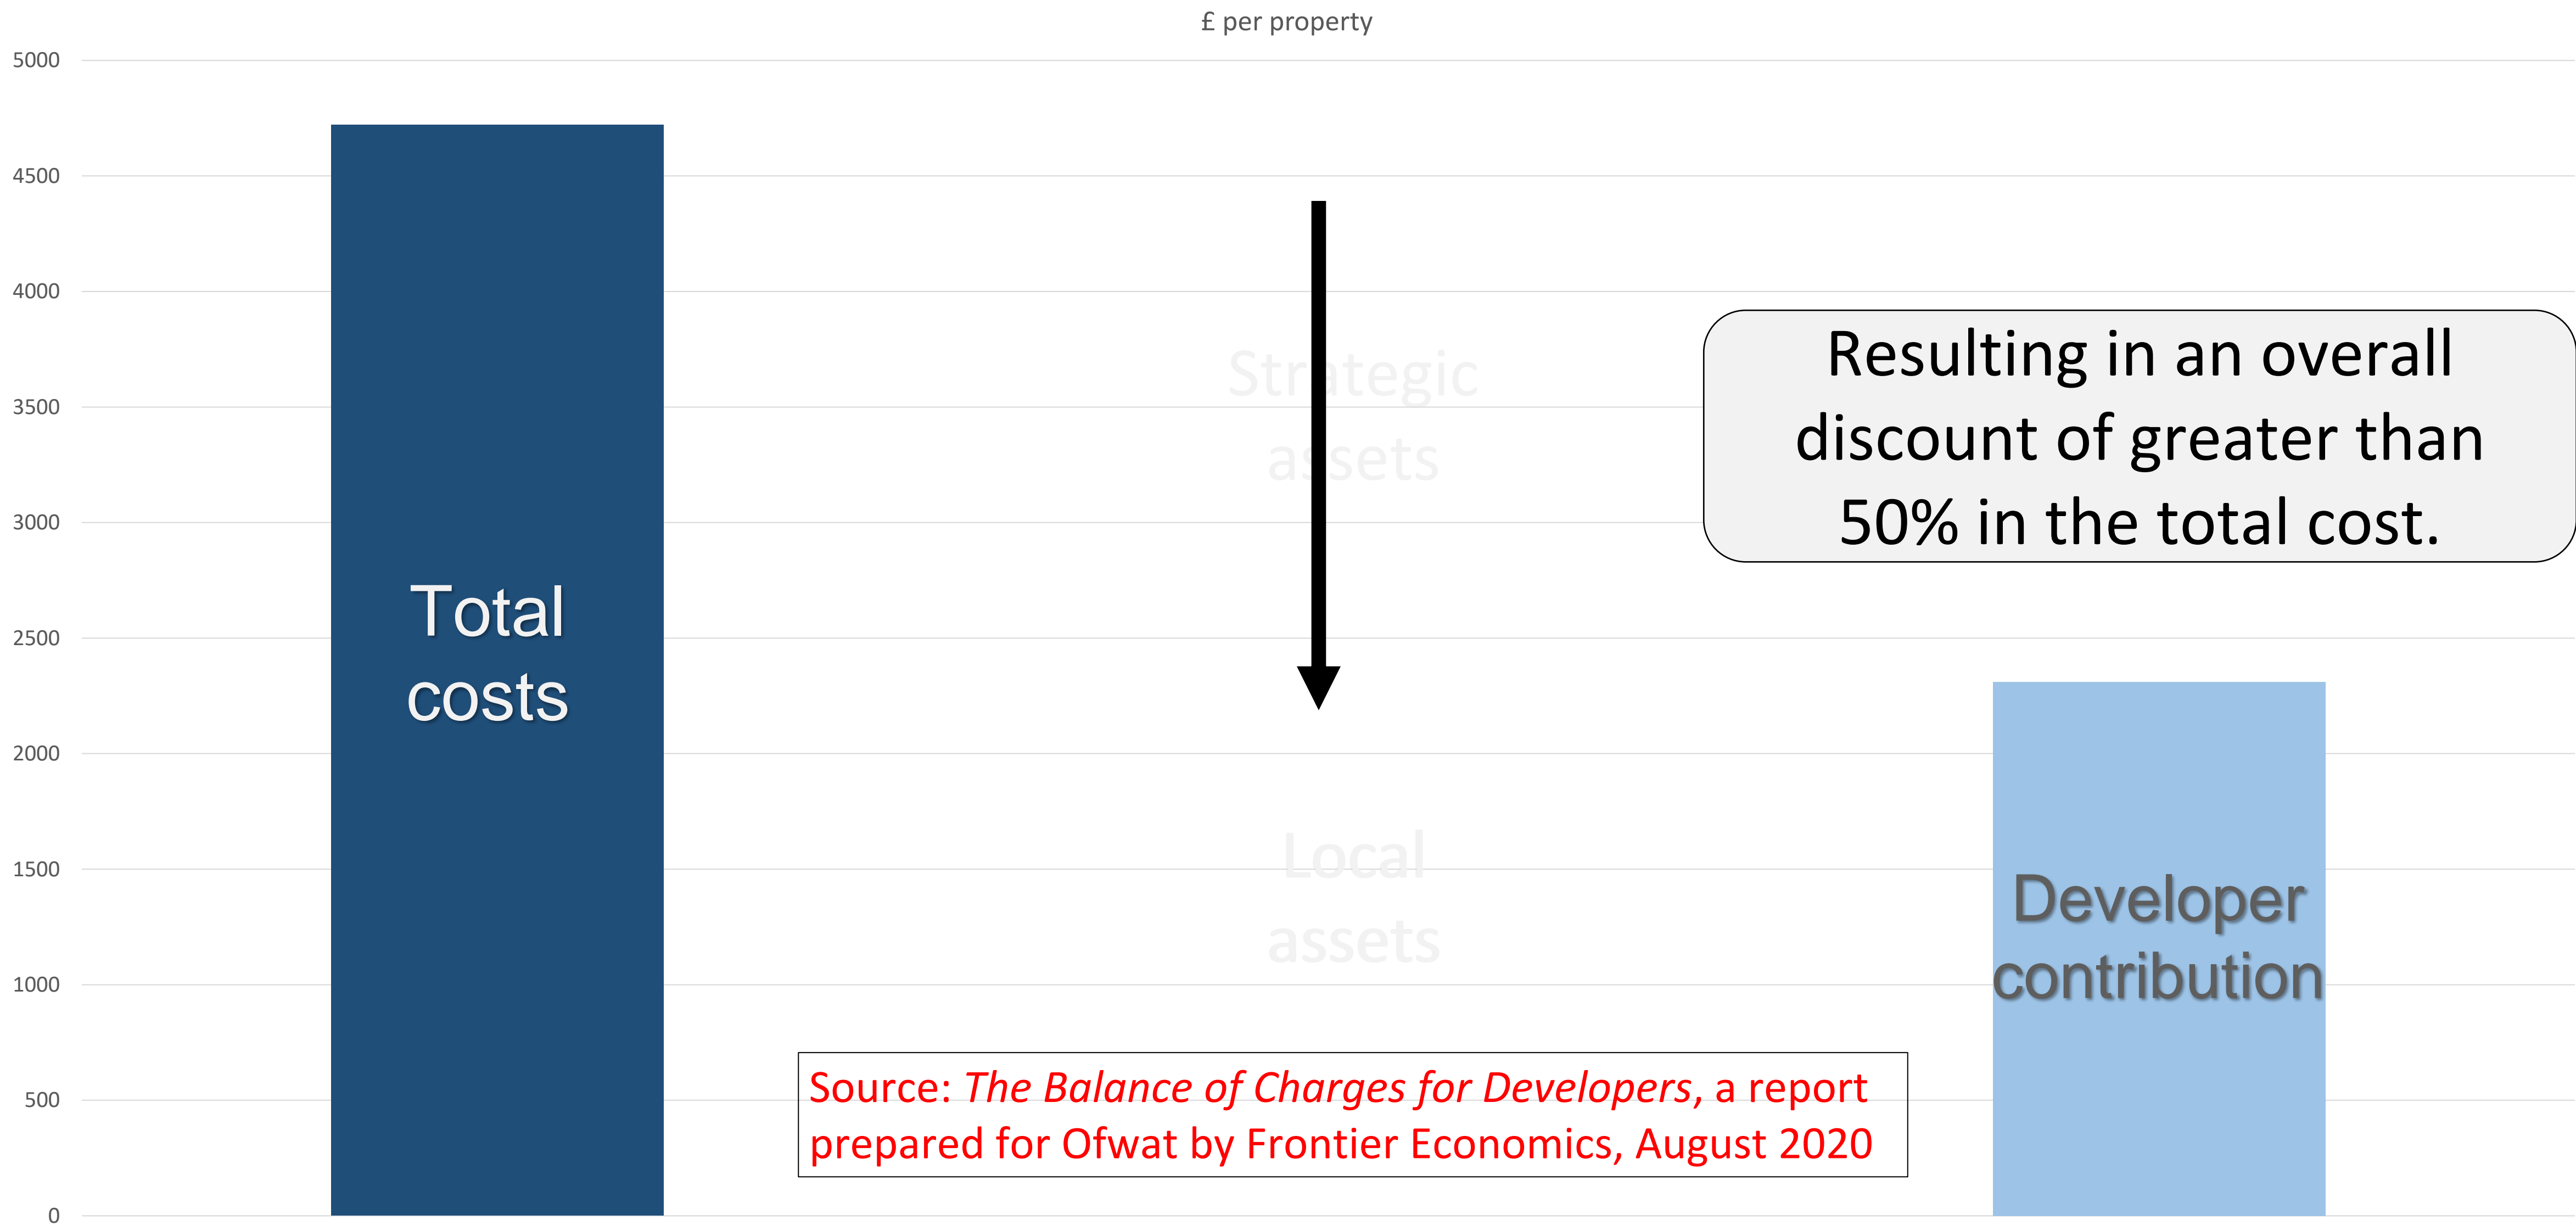 £ per property
5000
4500
4000
3500
3000
2500
2000
1500
1000
500
0
Total
costs
Strategic
assets
Local
assets
Resulting in an overall
discount of greater than
50% in the total cost.
Developer
contribution
Source: The Balance of Charges for Developers, a report
prepared for Ofwat by Frontier Economics, August 2020